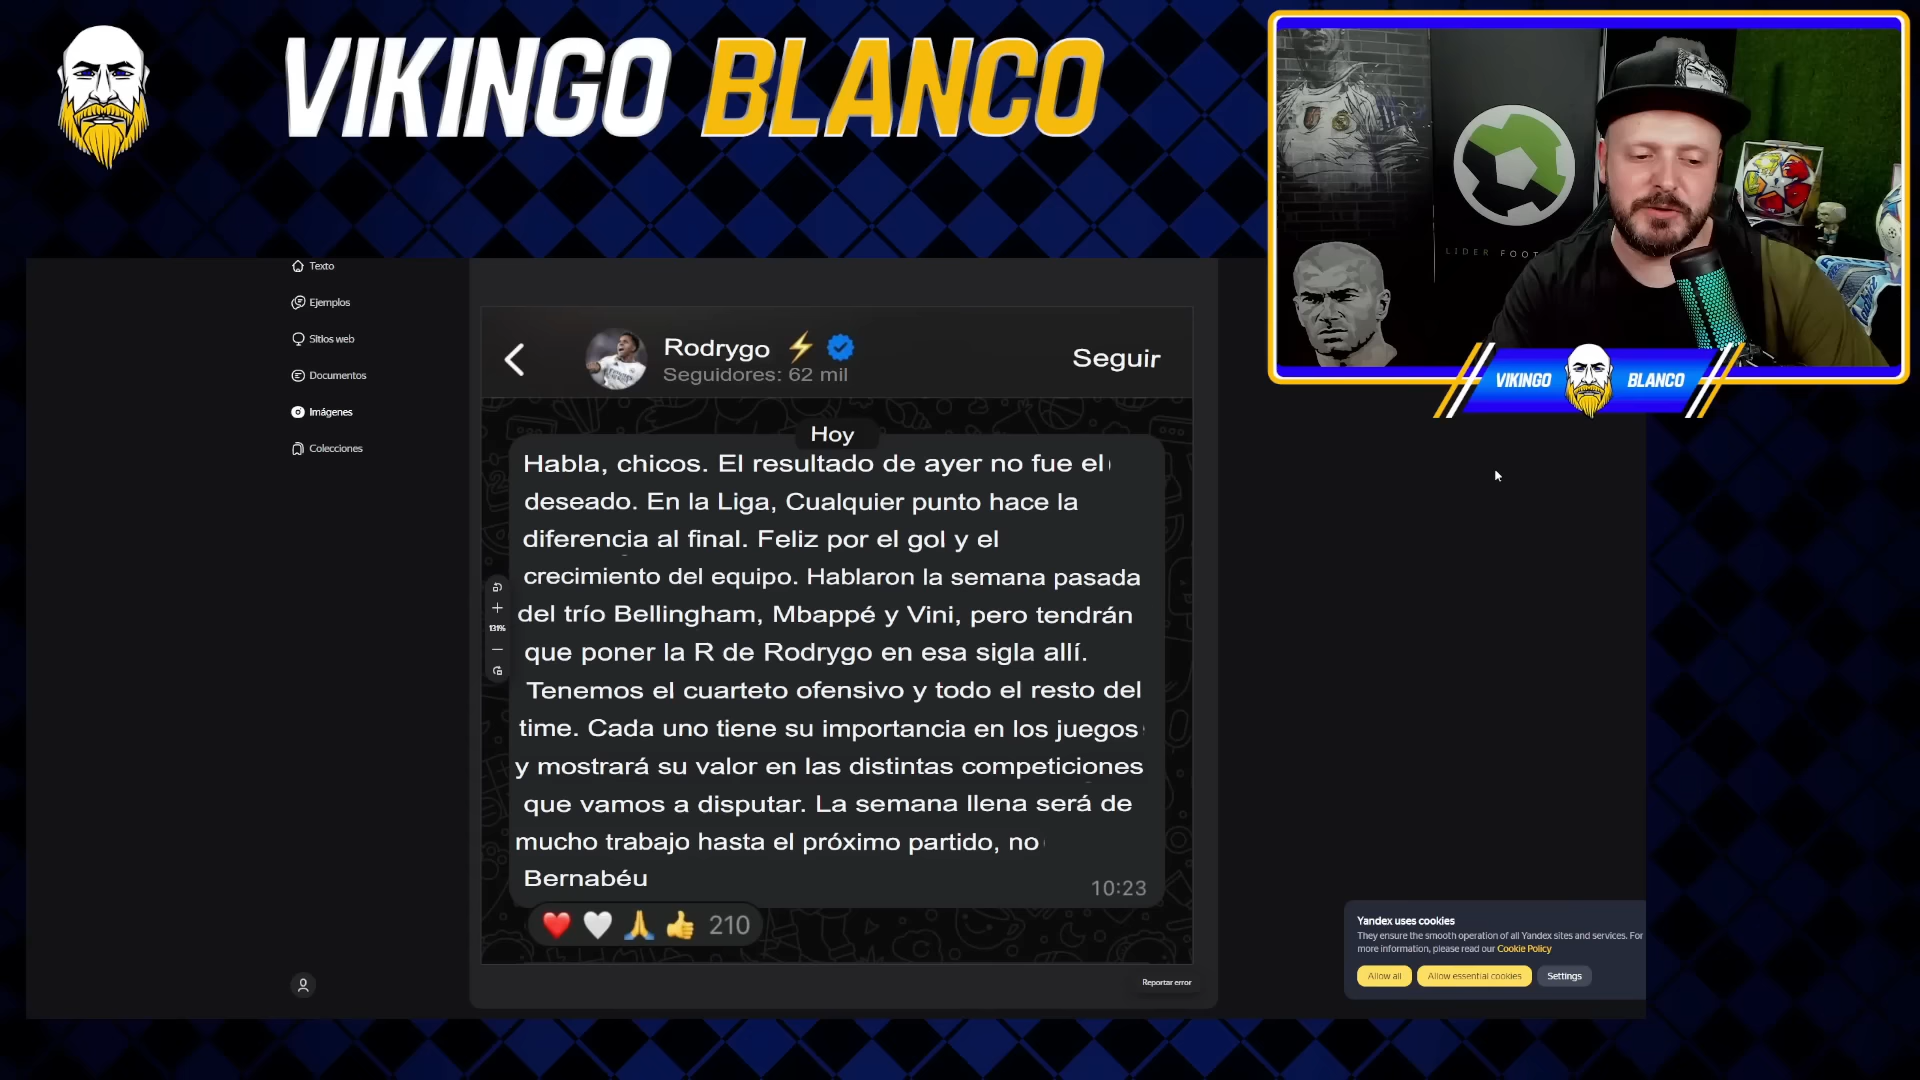 VIKINGO BLANCO
LIDER FOOT
VIKINGO BLANCO
Texto
Ejemplos
Sitios web
Documentos
Imágenes
Colecciones
Rodrygo
Seguidores: 62 mil
Seguir
Hoy
Habla, chicos. El resultado de ayer no fue el
deseado. En la Liga, Cualquier punto hace la
diferencia al final. Feliz por el gol y el
crecimiento del equipo. Hablaron la semana pasada
del trío Bellingham, Mbappé y Vini, pero tendrán
que poner la R de Rodrygo en esa sigla allí.
Tenemos el cuarteto ofensivo y todo el resto del
time. Cada uno tiene su importancia en los juegos
y mostrará su valor en las distintas competiciones
que vamos a disputar. La semana llena será de
mucho trabajo hasta el próximo partido, no
Bernabéu
10:23
210
131%
Reportar error
Yandex uses cookies
They ensure the smooth operation of all Yandex sites and services. For
more information, please read our Cookie Policy
Allow all
Allow essential cookies
Settings